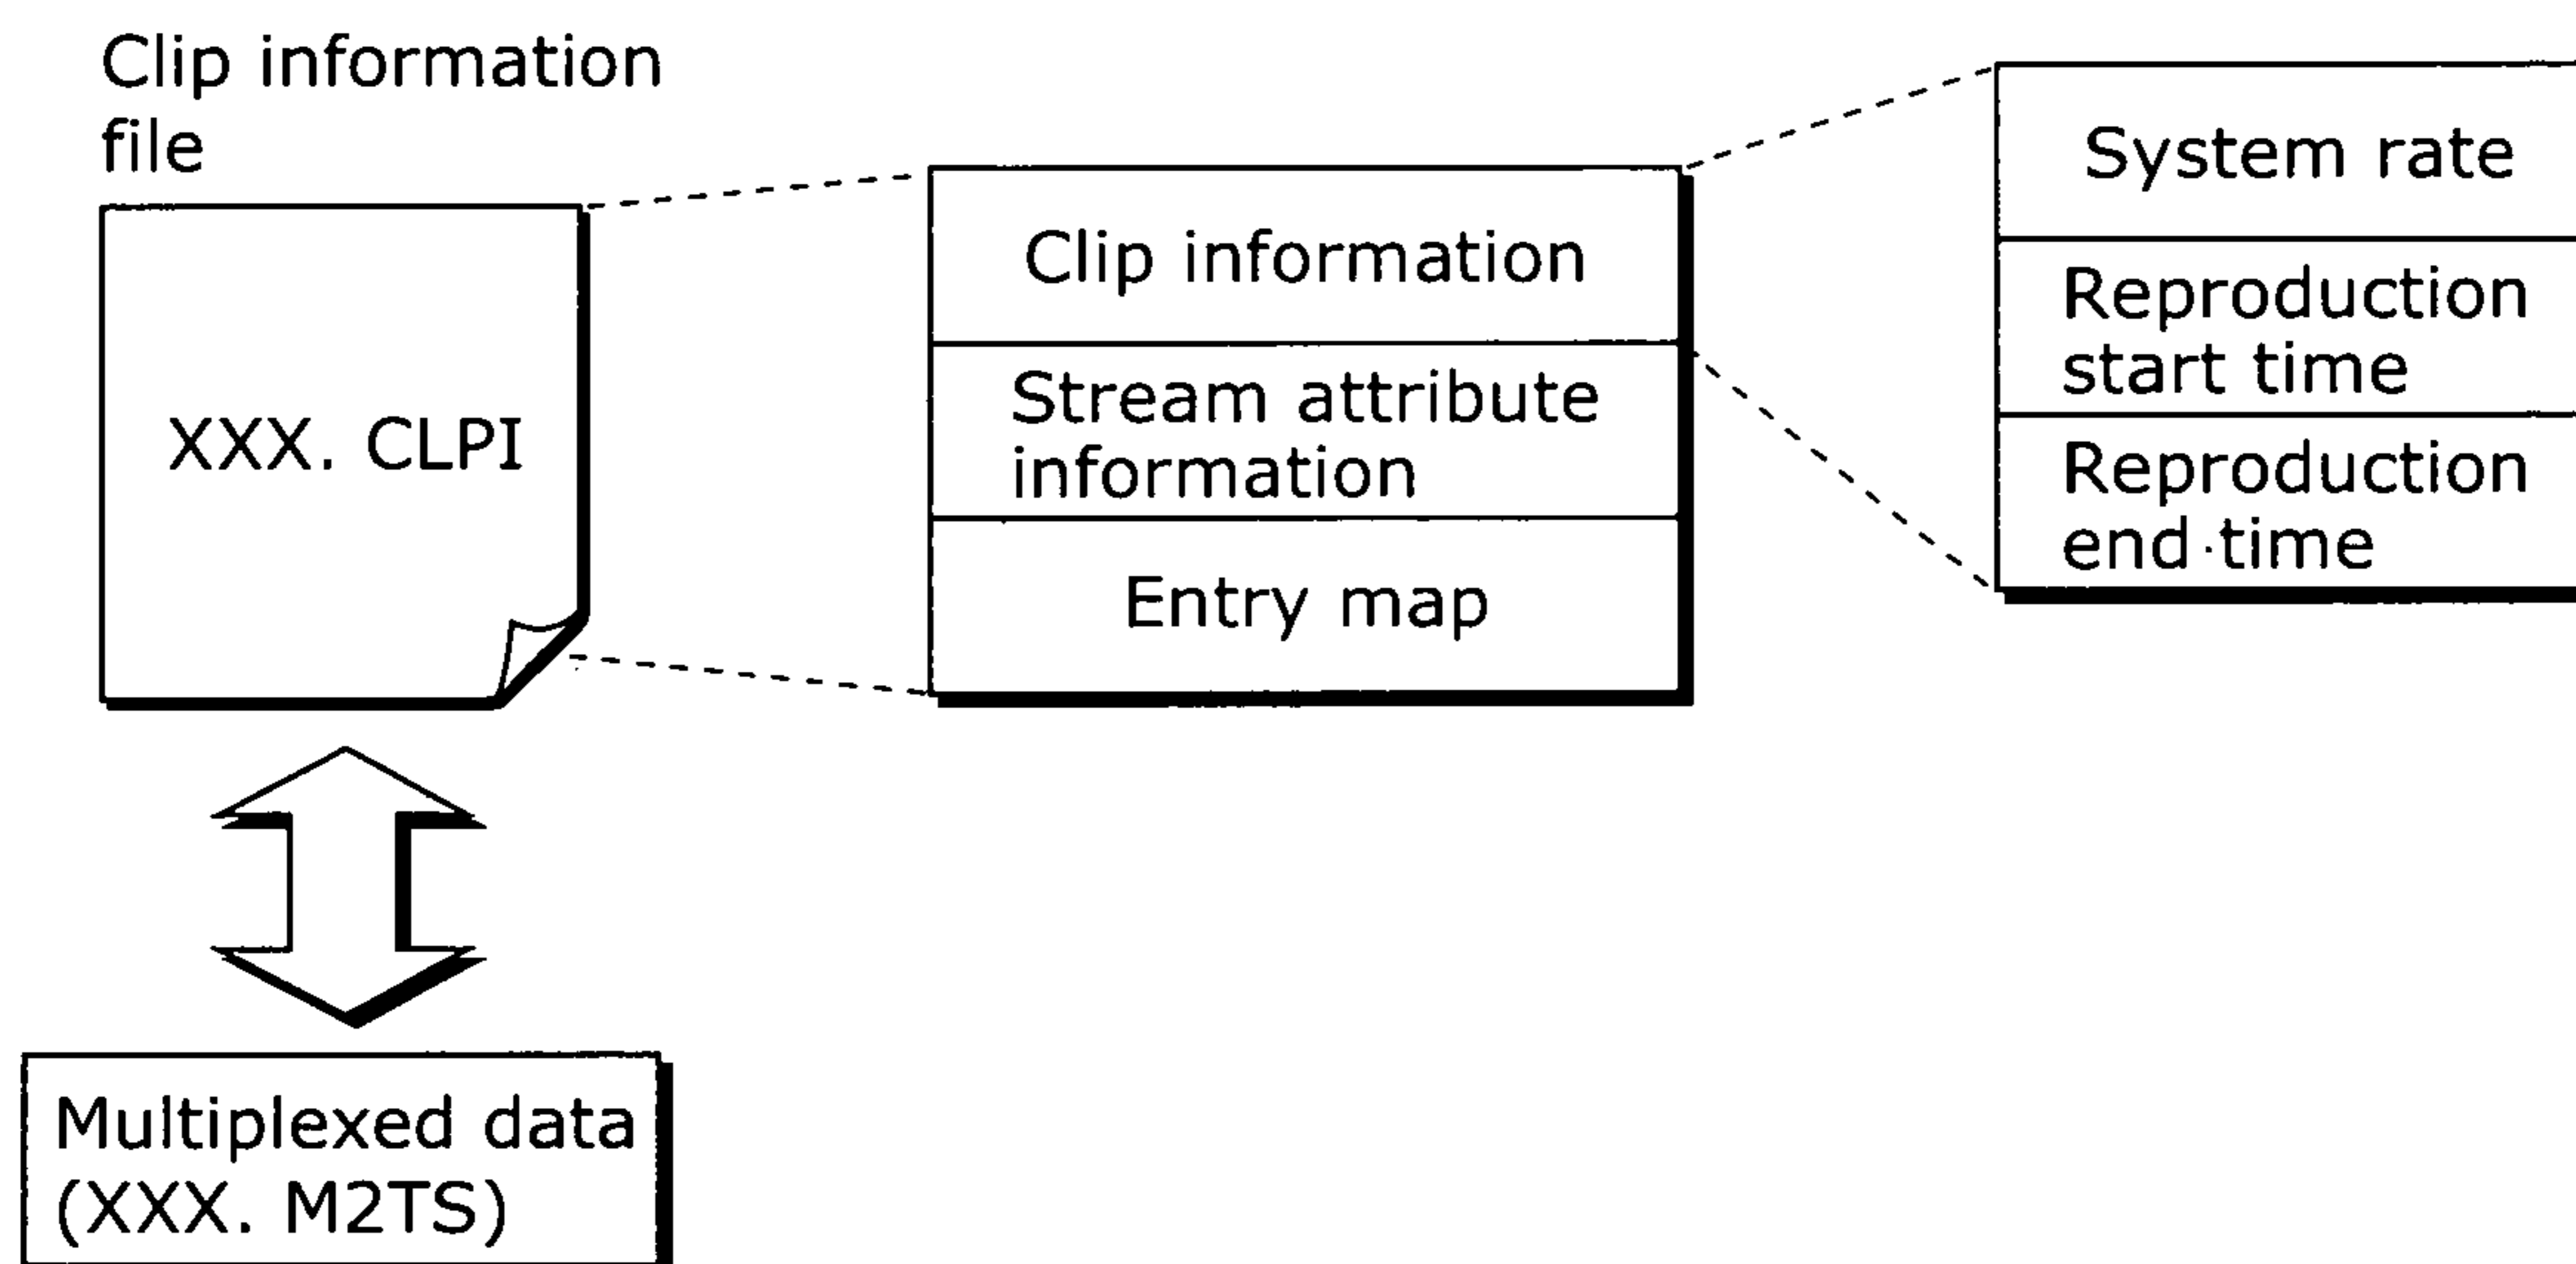 Clip information
file
XXX. CLPI
Multiplexed data
(XXX. M2TS)
Clip information
Stream attribute
information
Entry map
System rate
Reproduction
start time
Reproduction
end time